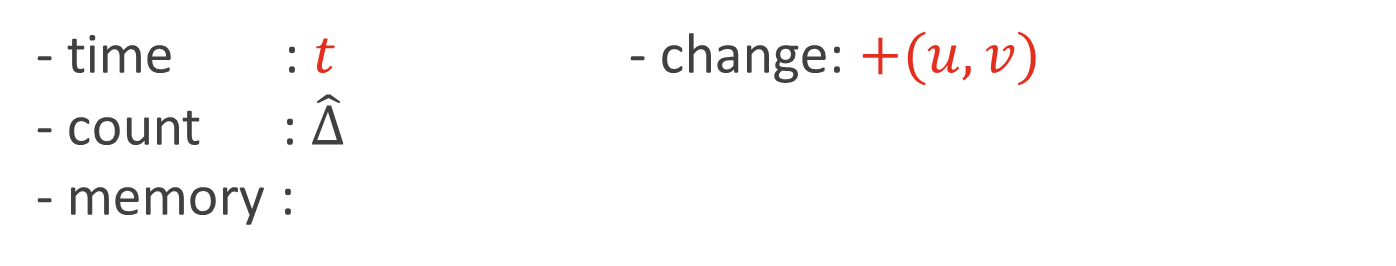 - time : t - change: +(u, v)
- count : Δ̂
- memory :